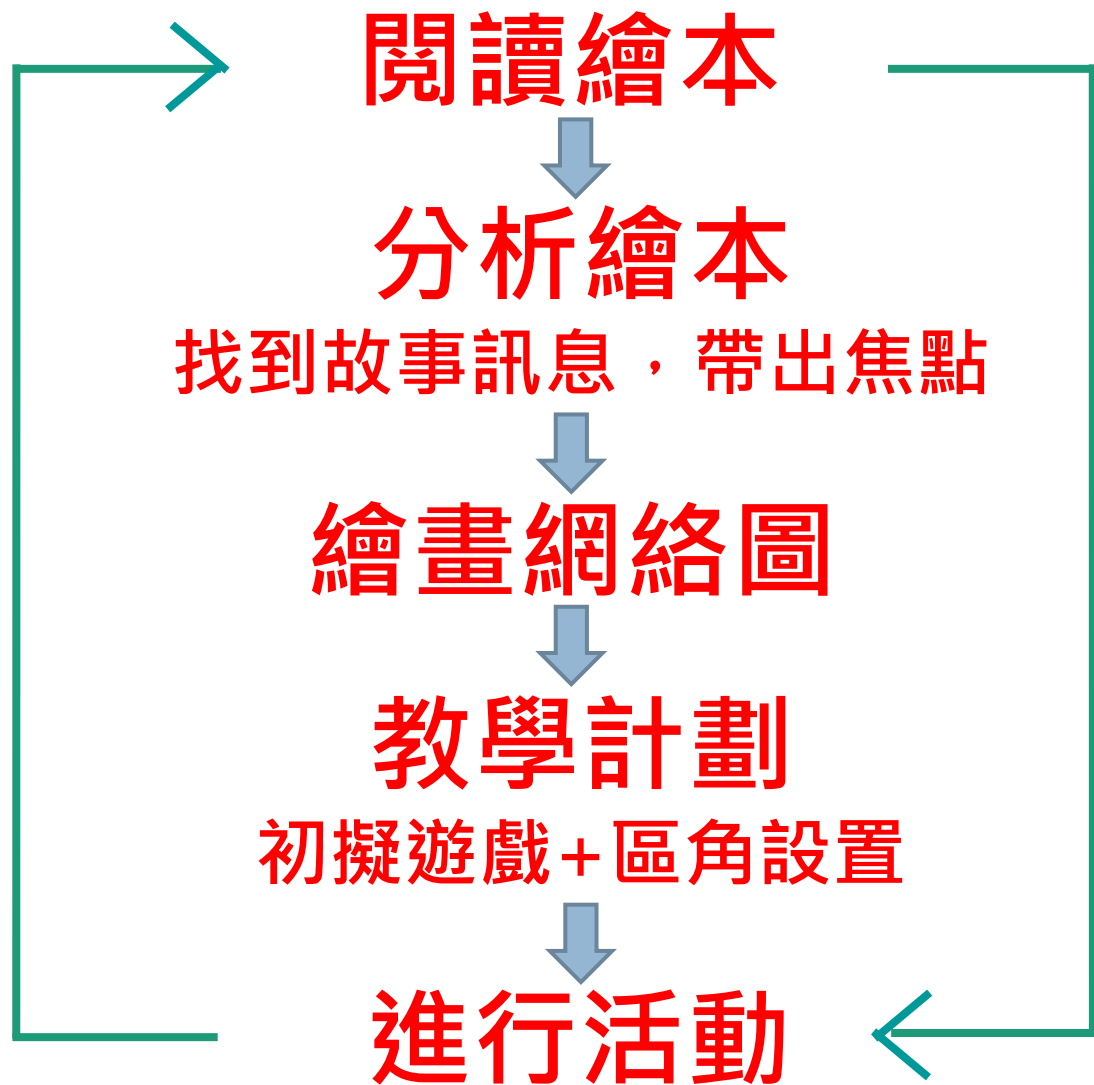 閱讀繪本
分析繪本
找到故事訊息，帶出焦點
繪畫網絡圖
教學計劃
初擬遊戲+區角設置
進行活動